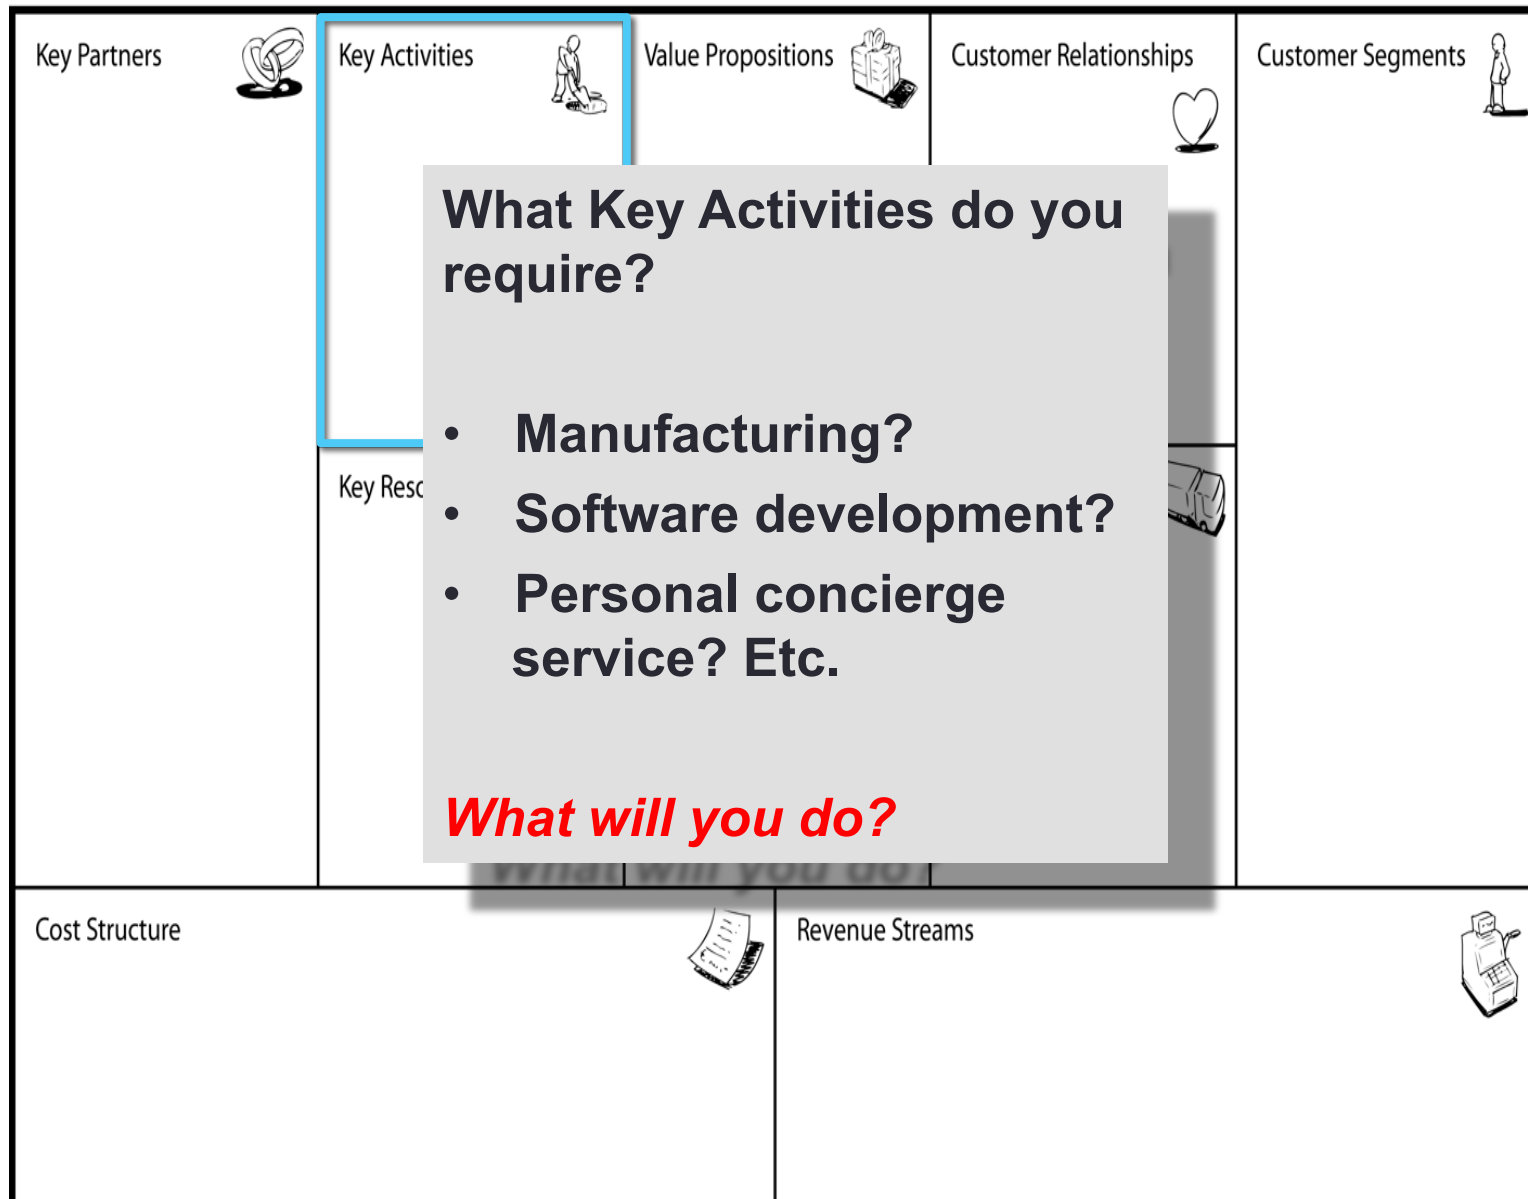 Key Partners
Key Activities
Value Propositions
Customer Relationships
Customer Segments
What Key Activities do you
require?
• Manufacturing?
• Software development?
• Personal concierge
service? Etc.
What will you do?
Key
Cost Structure
Revenue Streams